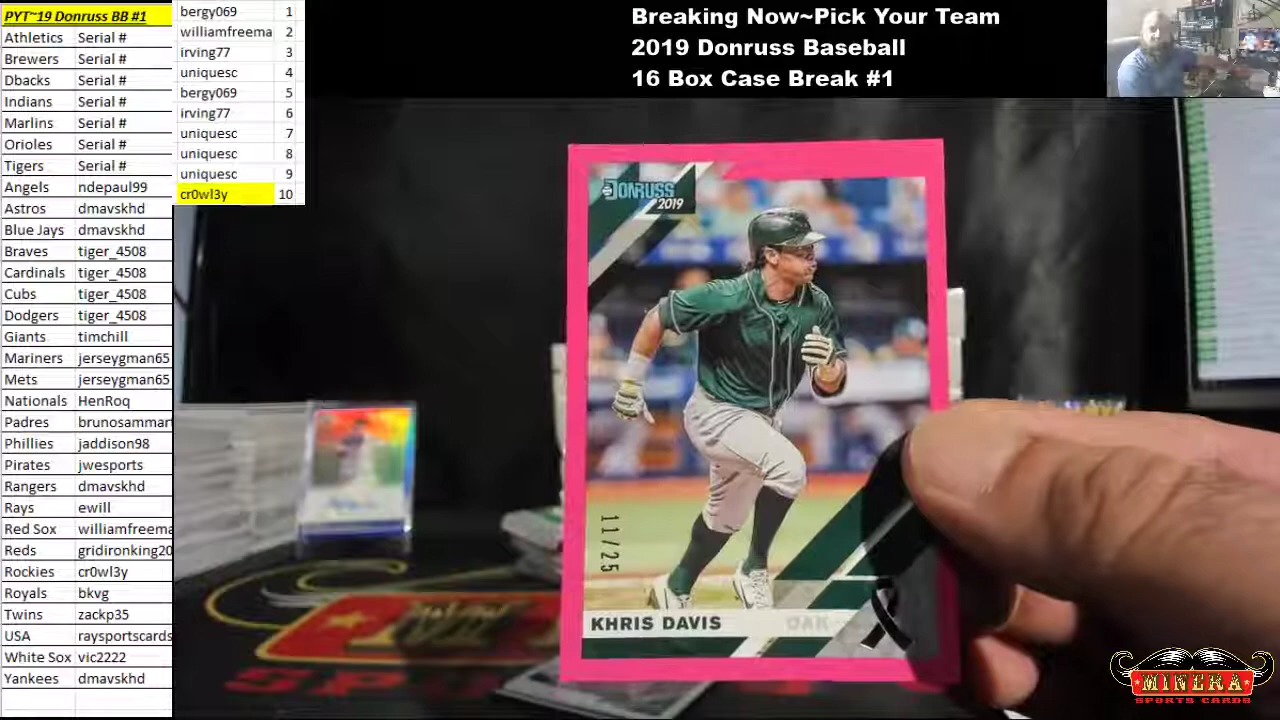 PYT~19 Donruss BB #1
Athletics Serial #
Brewers Serial #
Dbacks Serial #
Indians Serial #
Marlins Serial #
Orioles Serial #
Tigers Serial #
Angels ndepaul99
Astros dmavskhd
Blue Jays dmavskhd
Braves tiger_4508
Cardinals tiger_4508
Cubs tiger_4508
Dodgers tiger_4508
Giants timchill
Mariners jerseygman65
Mets jerseygman65
Nationals HenRoq
Padres brunosammar
Phillies jaddison98
Pirates jwesports
Rangers dmavskhd
Rays ewill
Red Sox williamfreema
Reds gridironking20
Rockies cr0wl3y
Royals bkvg
Twins zackp35
USA raysportscards
White Sox vic2222
Yankees dmavskhd
bergy069 1
williamfreema 2
irving77 3
uniquesc 4
bergy069 5
irving77 6
uniquesc 7
uniquesc 8
uniquesc 9
cr0wl3y 10
Breaking Now~Pick Your Team
2019 Donruss Baseball
16 Box Case Break #1
DONRUSS
2019
11/25
KHRIS DAVIS OAK
MINERA
SPORTS CARDS